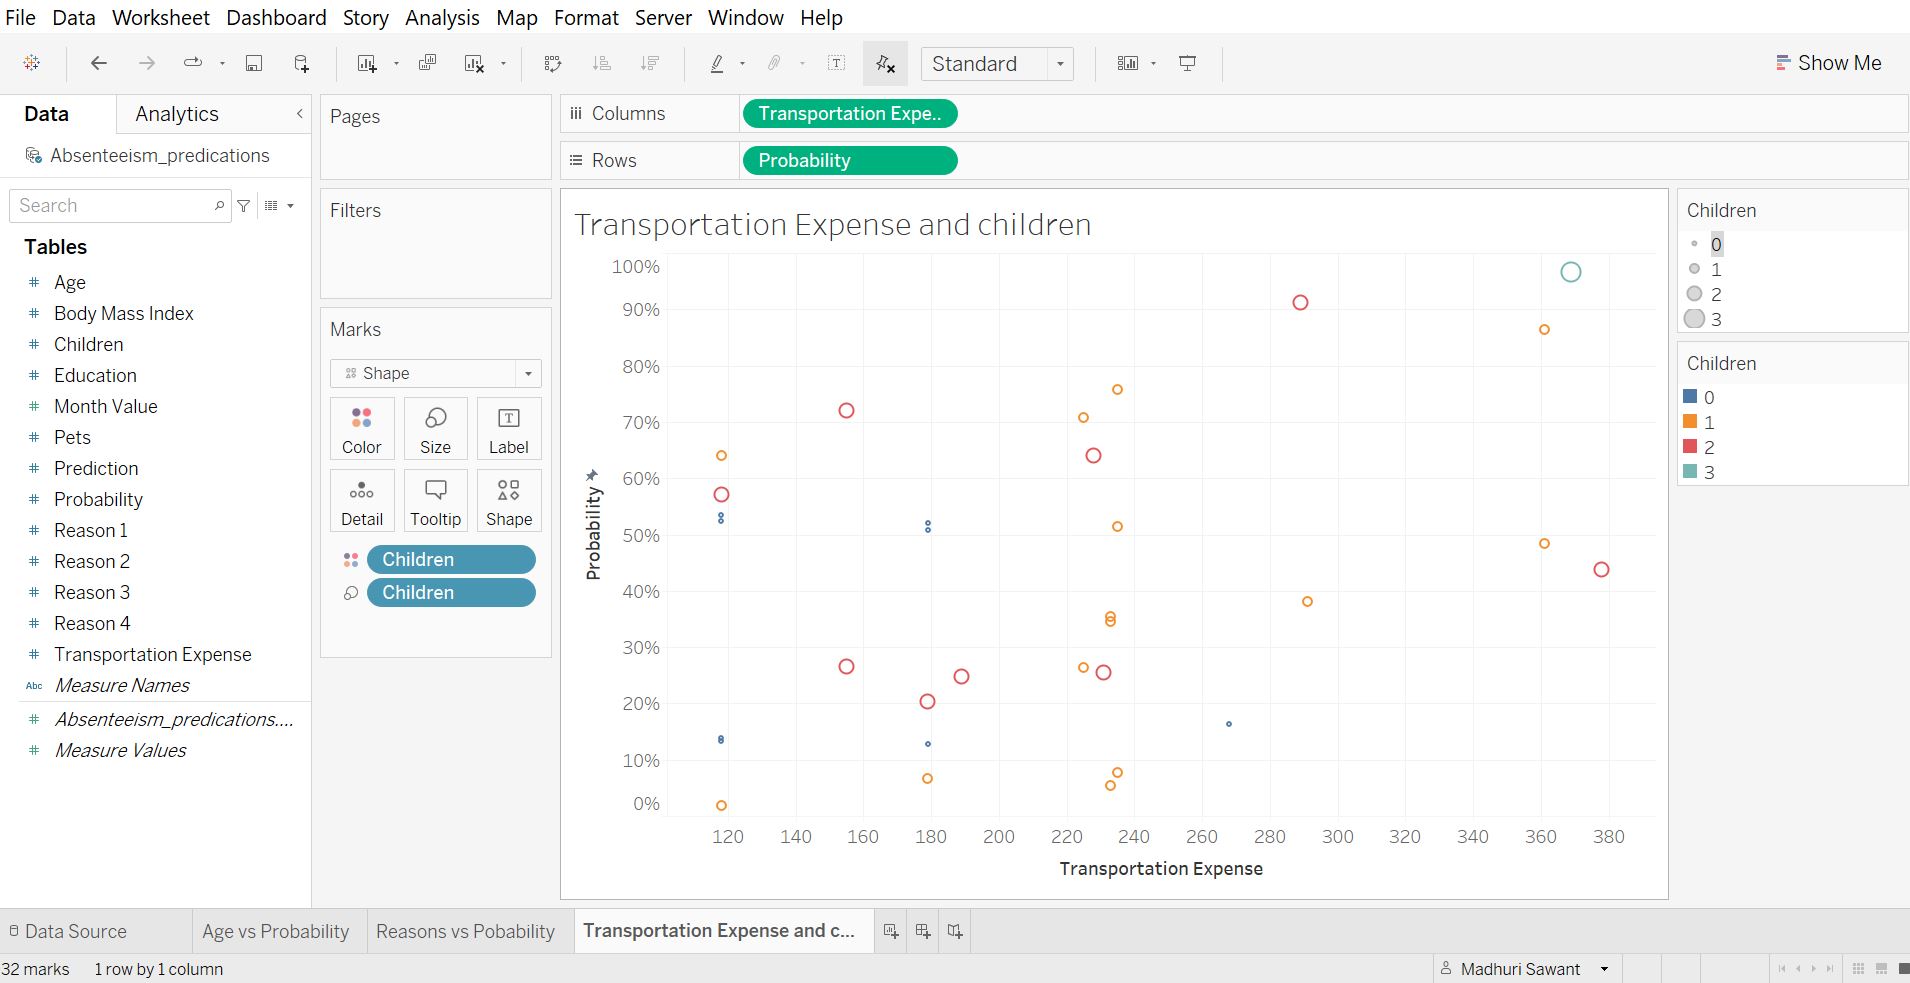 File Data Worksheet Dashboard Story Analysis Map Format Server Window Help
Standard
Show Me
Data
Analytics
Absenteeism_predications
Search
Tables
Age
Body Mass Index
Children
Education
Month Value
Pets
Prediction
Probability
Reason 1
Reason 2
Reason 3
Reason 4
Transportation Expense
Abc Measure Names
Absenteeism_predications....
Measure Values
Pages
Filters
Marks
Shape
Color
Size
Label
Detail
Tooltip
Shape
Children
Children
Columns
Transportation Expe..
Rows
Probability
Transportation Expense and children
100%
90%
80%
70%
60%
50%
40%
30%
20%
10%
0%
Probability
120 140 160 180 200 220 240 260 280 300 320 340 360 380
Transportation Expense
Children
0
1
2
3
Children
0
1
2
3
Data Source
Age vs Probability
Reasons vs Pobability
Transportation Expense and c...
32 marks
1 row by 1 column
Madhuri Sawant